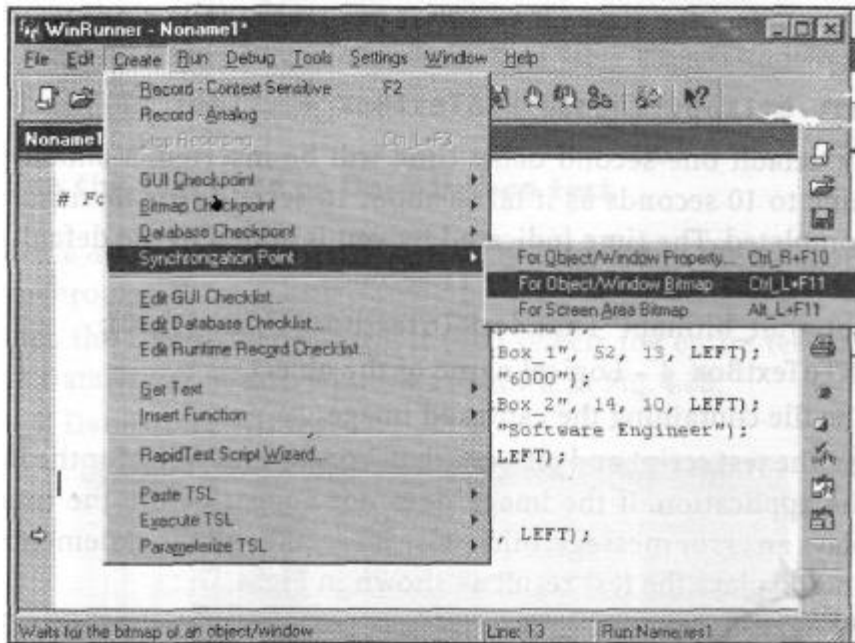 WinRunner - Noname1*
File Edit Create Run Debug Tools Settings Window Help
Record - Context Sensitive F2
Record - Analog
Stop Recording Ctrl_L+F3
Noname1
GUI Checkpoint
Bitmap Checkpoint
Database Checkpoint
Synchronization Point
For Object/Window Property... Ctrl_R+F10
For Object/Window Bitmap Ctrl_L+F11
For Screen Area Bitmap Alt_L+F11
Edit GUI Checklist...
Edit Database Checklist...
Edit Runtime Record Checklist...
Get Text
Insert Function
RapidTest Script Wizard...
Paste TSL
Execute TSL
Parameterize TSL
# Fo
Box_1", 52, 13, LEFT);
"6000");
Box_2", 14, 10, LEFT);
"Software Engineer");
LEFT);
, LEFT);
Waits for the bitmap of an object/window Line: 13 Run Name:res1